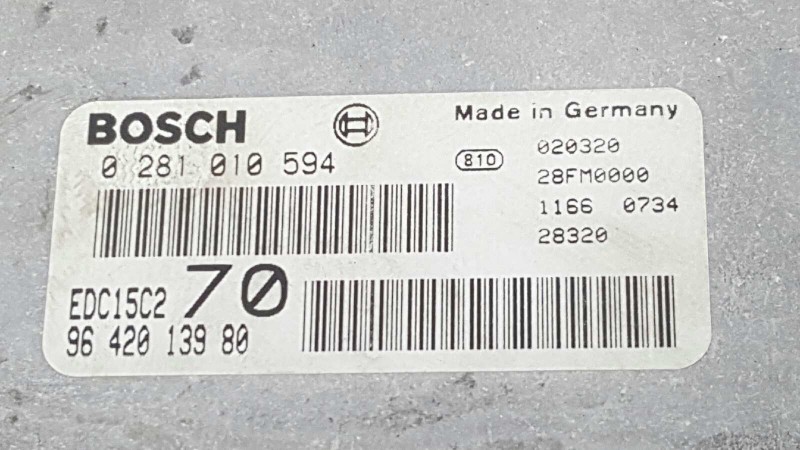 BOSCH
0 281 010 594
Made in Germany
810
020320
28FM0000
1166 0734
28320
EDC15C2 70
96 420 139 80